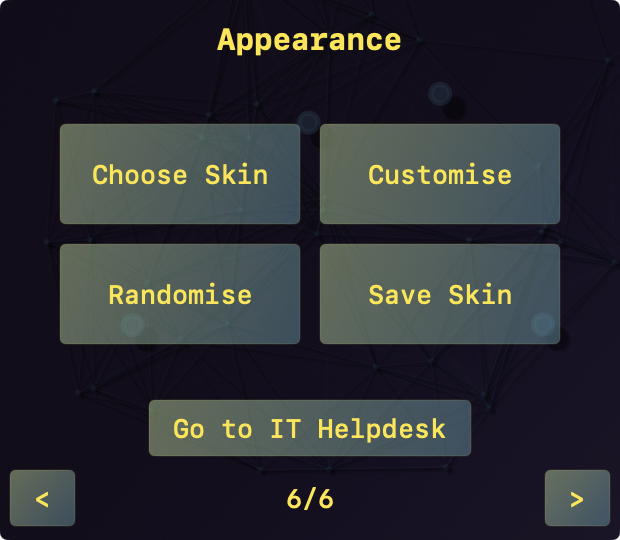 Appearance
Choose Skin
Customise
Randomise
Save Skin
Go to IT Helpdesk
< 6/6 >